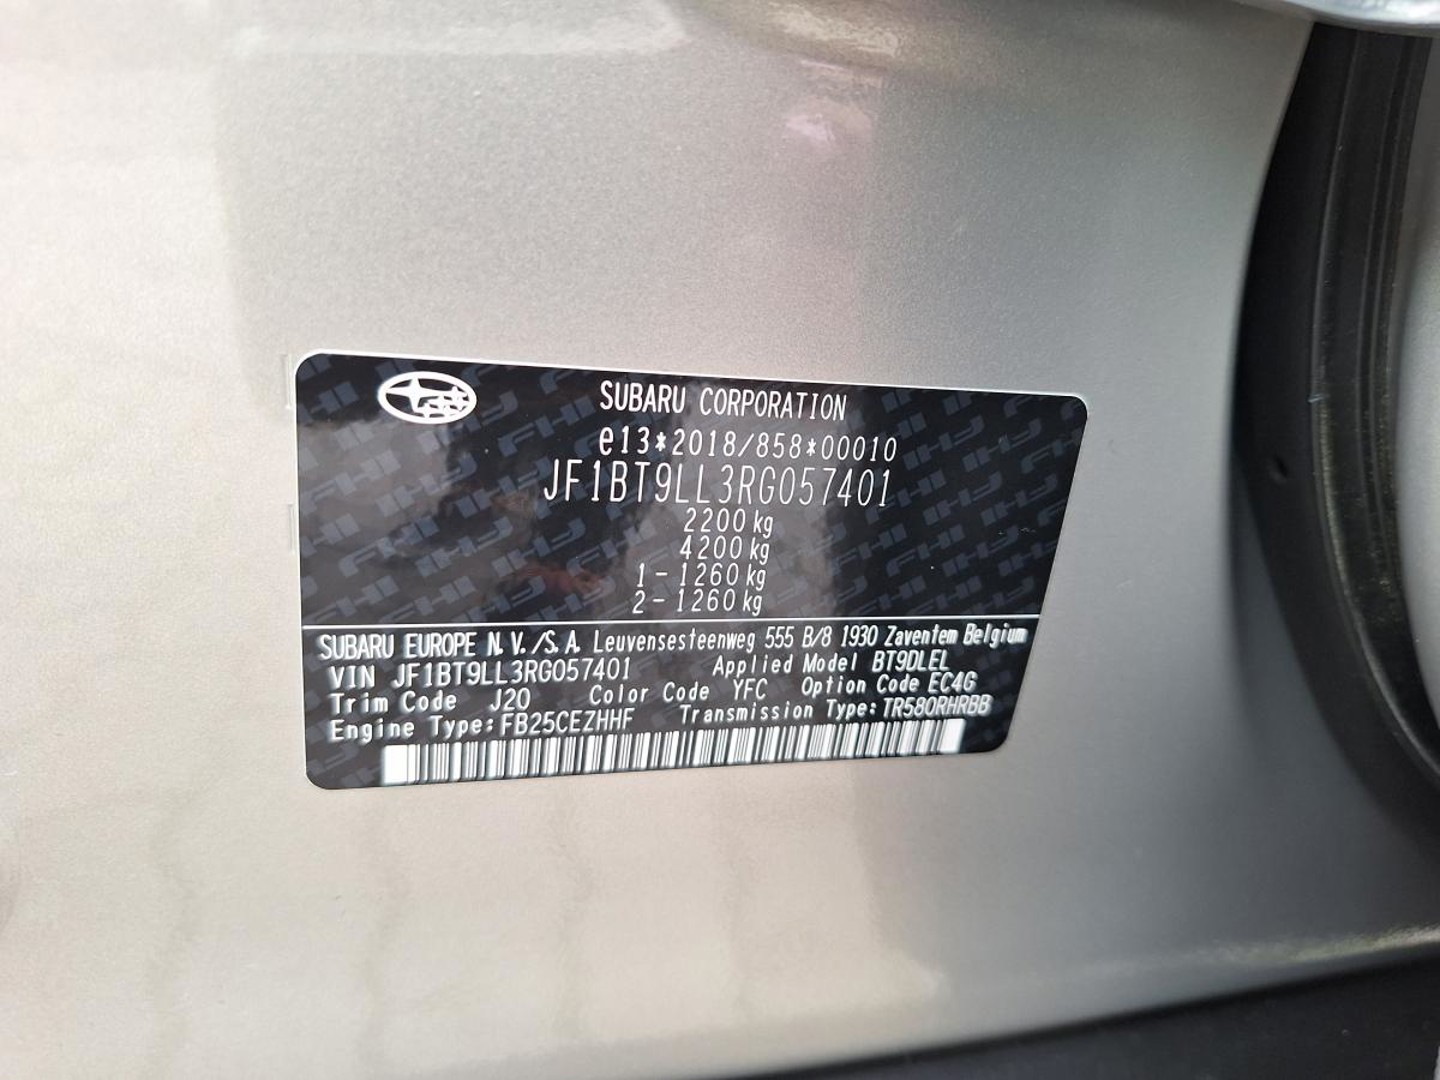 SUBARU CORPORATION
e13*2018/858*00010
JF1BT9LL3RG057401
2200 kg
4200 kg
1 - 1260 kg
2 - 1260 kg
SUBARU EUROPE N.V./S.A. Leuvensesteenweg 555 B/8 1930 Zaventem Belgium
VIN JF1BT9LL3RG057401 Applied Model BT9DLEL
Trim Code J20 Color Code YFC Option Code EC4G
Engine Type: FB25CEZHHF Transmission Type: TR580RHRBB